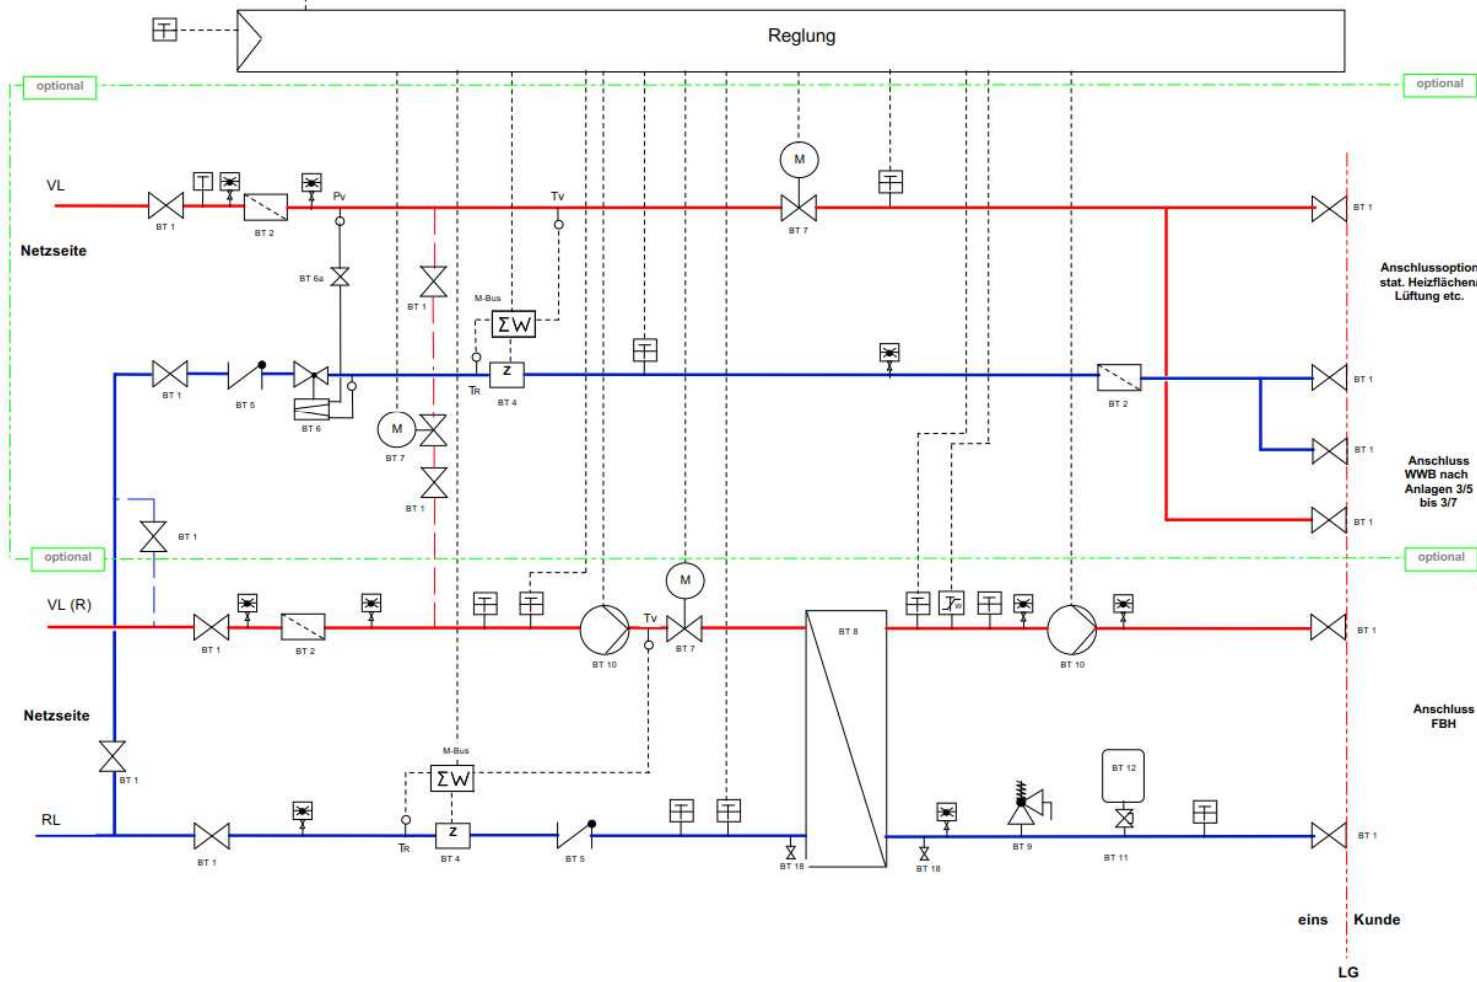 Reglung
optional
optional
VL
BT 1
BT 2
Pv
Tv
M
BT 7
BT 1
Netzseite
BT 6a
BT 1
M-Bus
ΣW
Anschlussoption
stat. Heizflächen/
Lüftung etc.
BT 1
BT 5
BT 6
TR
Z
BT 4
BT 2
BT 1
M
BT 7
BT 1
BT 1
Anschluss
WWB nach
Anlagen 3/5
bis 3/7
BT 1
BT 1
optional
optional
VL (R)
BT 1
BT 2
BT 10
Tv
M
BT 7
BT 8
W
BT 10
BT 1
Netzseite
Anschluss
FBH
BT 1
M-Bus
ΣW
BT 12
RL
BT 1
TR
Z
BT 4
BT 5
BT 18
BT 18
BT 9
BT 11
BT 1
eins
Kunde
LG